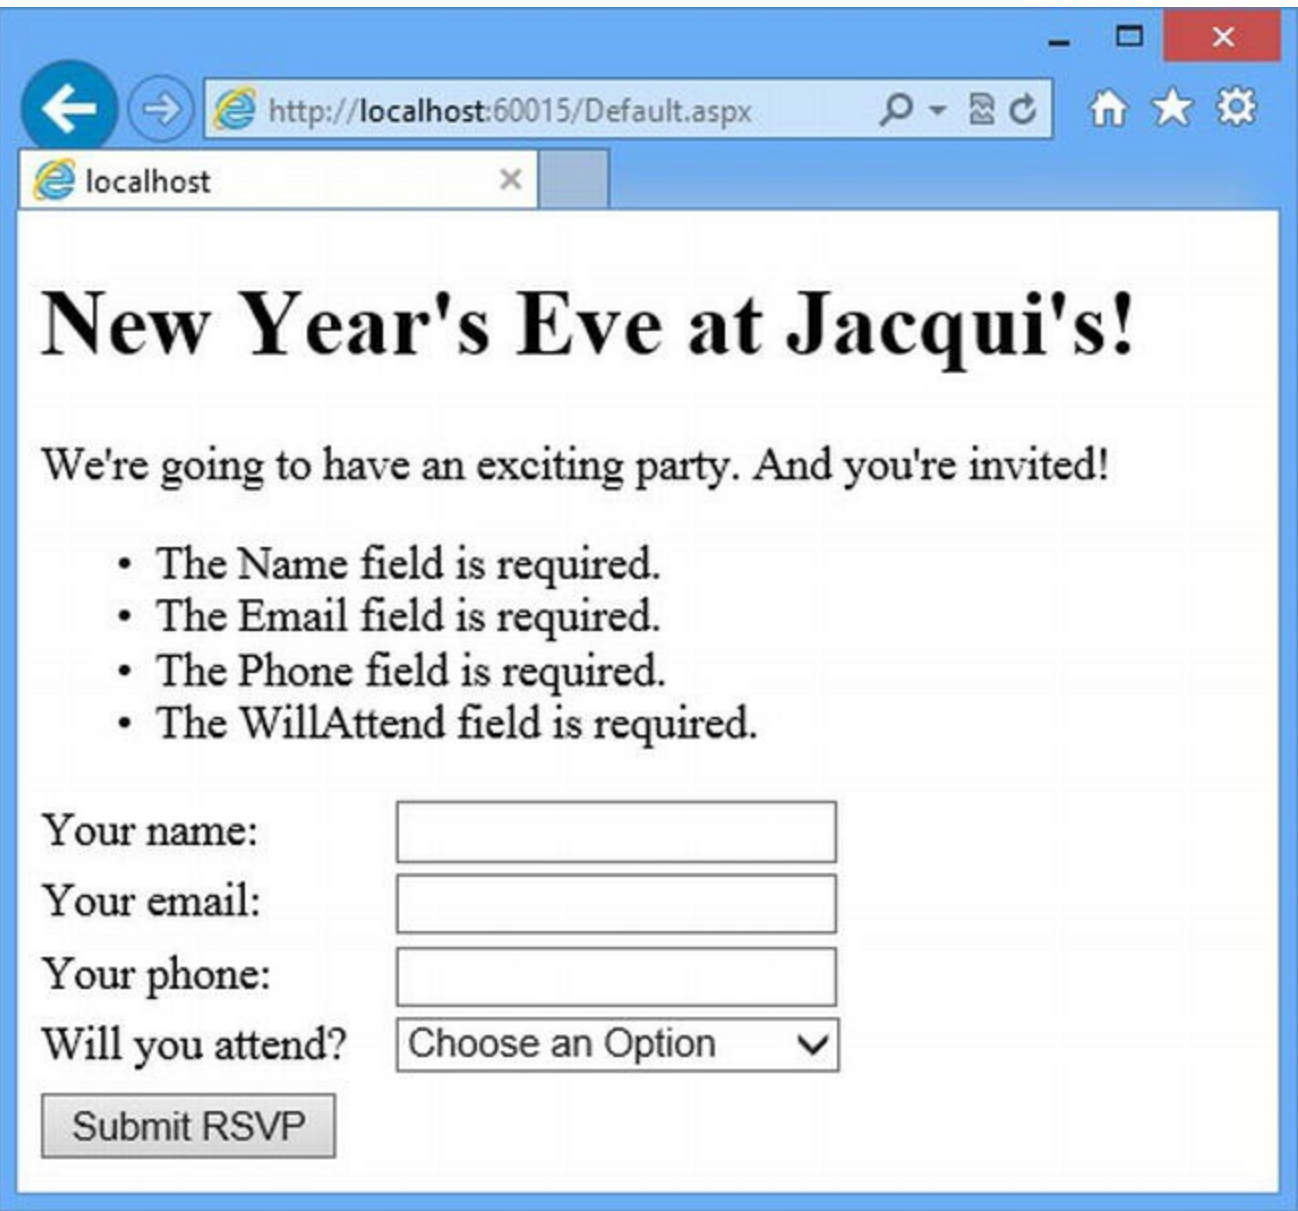 http://localhost:60015/Default.aspx
localhost
New Year's Eve at Jacqui's!
We're going to have an exciting party. And you're invited!
• The Name field is required.
• The Email field is required.
• The Phone field is required.
• The WillAttend field is required.
Your name:
Your email:
Your phone:
Will you attend? Choose an Option
Submit RSVP